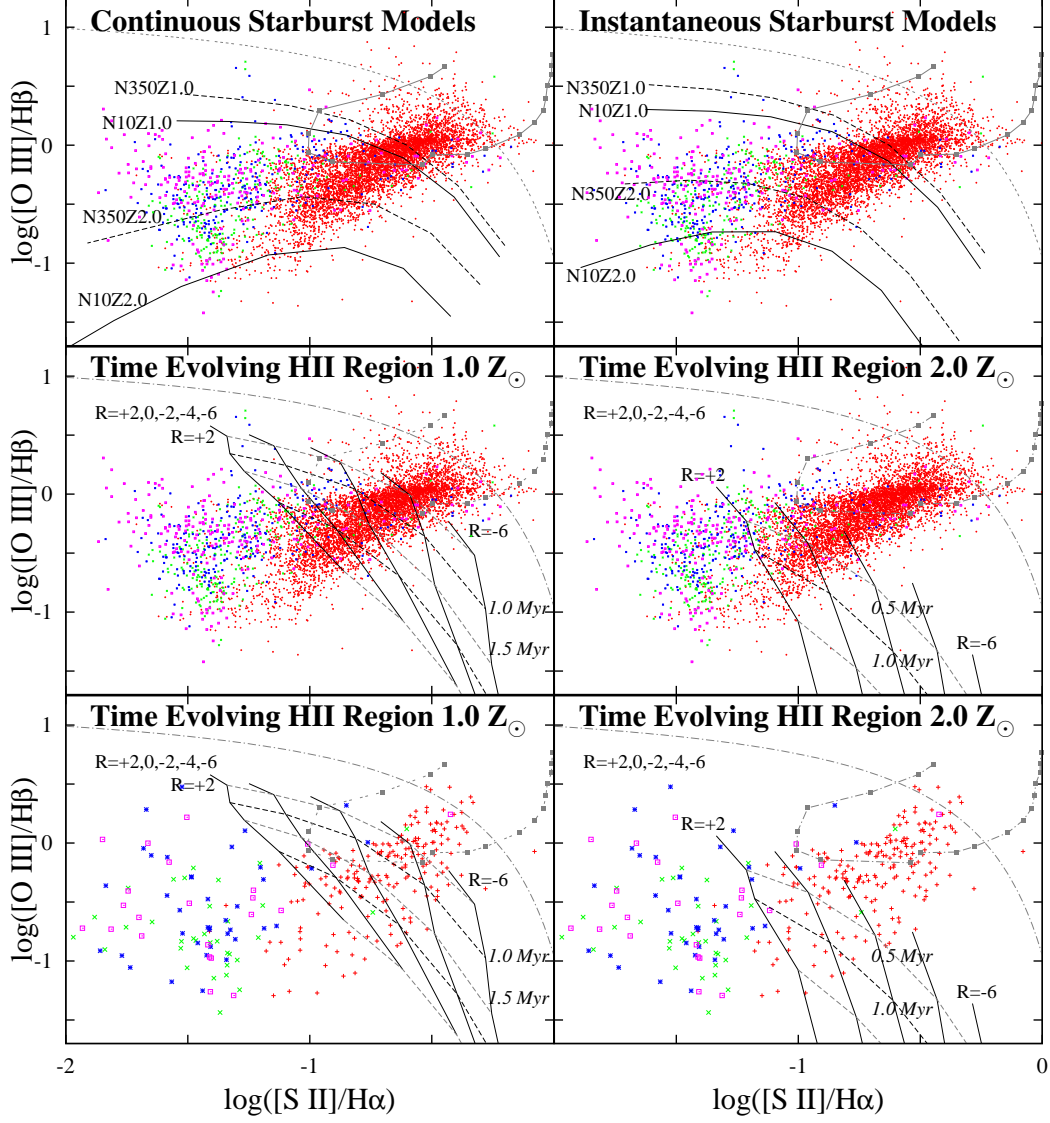 Continuous Starburst Models
Instantaneous Starburst Models
1
0
-1
log([O III]/Hβ)
N350Z1.0
N10Z1.0
N350Z2.0
N10Z2.0
N350Z1.0
N10Z1.0
N350Z2.0
N10Z2.0
Time Evolving HII Region 1.0 Z☉
Time Evolving HII Region 2.0 Z☉
1
0
-1
log([O III]/Hβ)
R=+2,0,-2,-4,-6
R=+2
R=-6
1.0 Myr
1.5 Myr
R=+2,0,-2,-4,-6
R=+2
0.5 Myr
1.0 Myr
R=-6
Time Evolving HII Region 1.0 Z☉
Time Evolving HII Region 2.0 Z☉
1
0
-1
log([O III]/Hβ)
R=+2,0,-2,-4,-6
R=+2
R=-6
1.0 Myr
1.5 Myr
R=+2,0,-2,-4,-6
R=+2
0.5 Myr
1.0 Myr
R=-6
-2
-1
-1
0
log([S II]/Hα)
log([S II]/Hα)